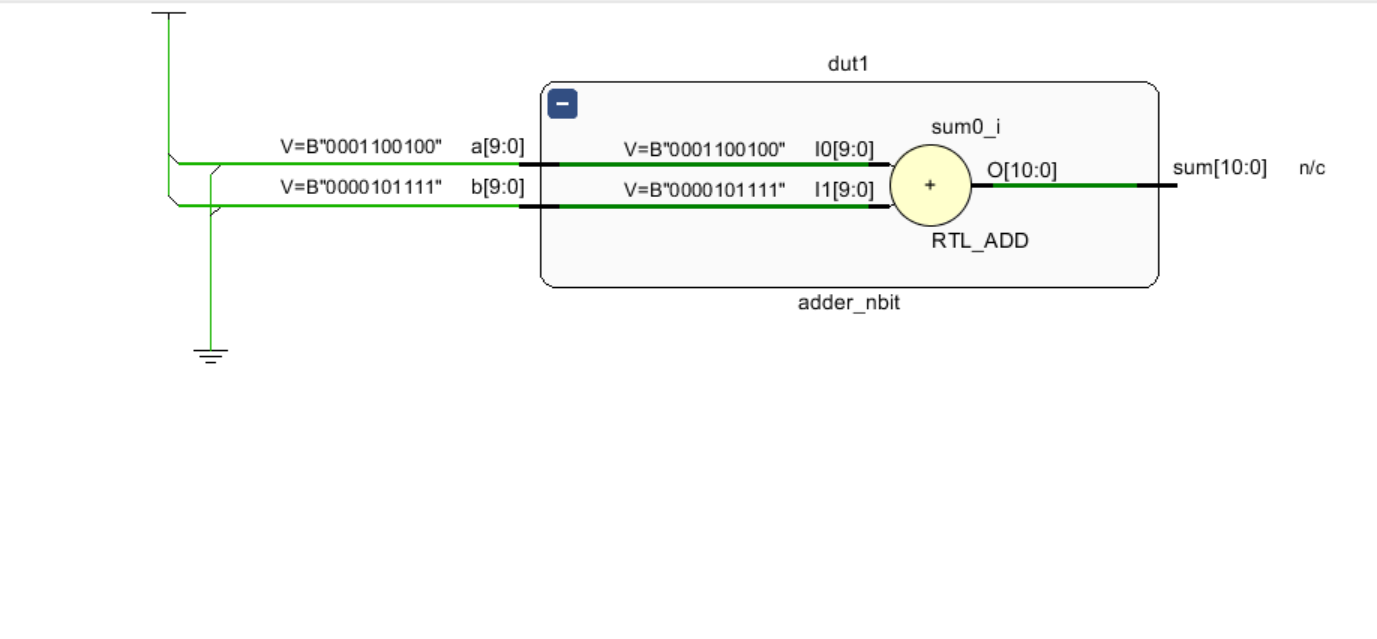 dut1
sum0_i
V=B"0001100100" a[9:0] V=B"0001100100" I0[9:0]
O[10:0] sum[10:0] n/c
V=B"0000101111" b[9:0] V=B"0000101111" I1[9:0]
+
RTL_ADD
adder_nbit